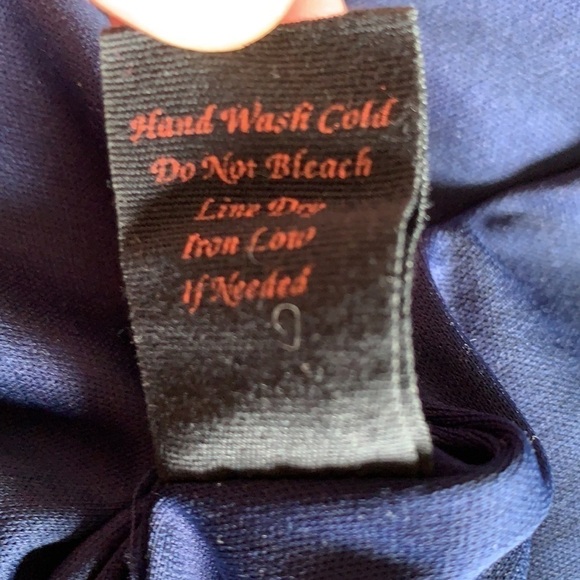 Hand Wash Cold
Do Not Bleach
Line Dry
Iron Low
If Needed